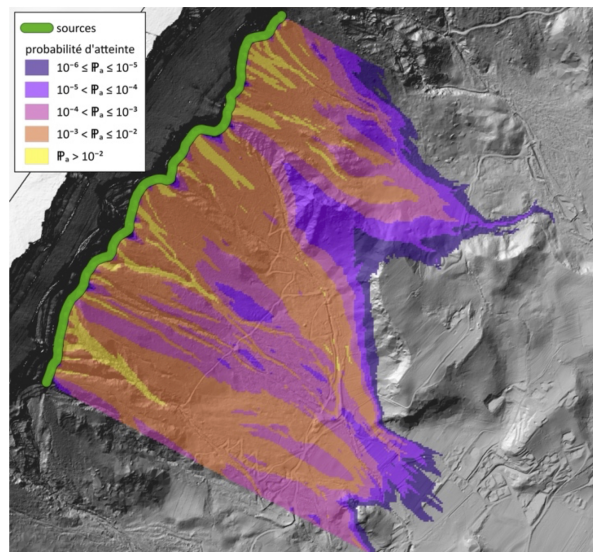 sources
probabilité d'atteinte
10⁻⁶ ≤ ℙₐ ≤ 10⁻⁵
10⁻⁵ < ℙₐ ≤ 10⁻⁴
10⁻⁴ < ℙₐ ≤ 10⁻³
10⁻³ < ℙₐ ≤ 10⁻²
ℙₐ > 10⁻²